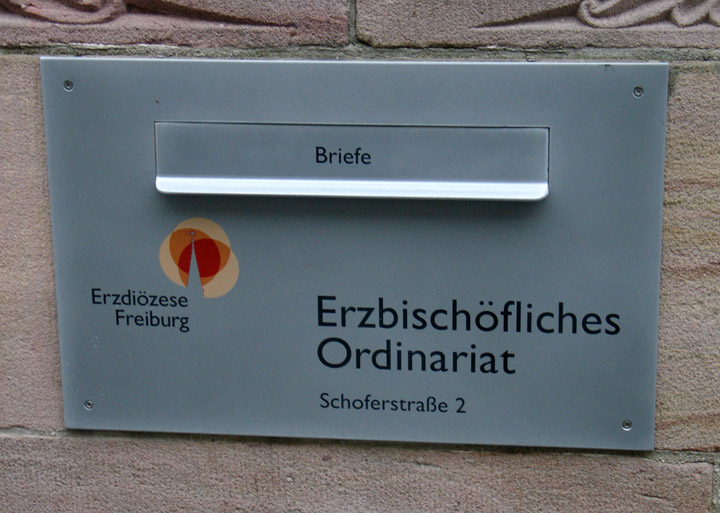 Briefe
Erzdiözese
Freiburg
Erzbischöfliches
Ordinariat
Schoferstraße 2